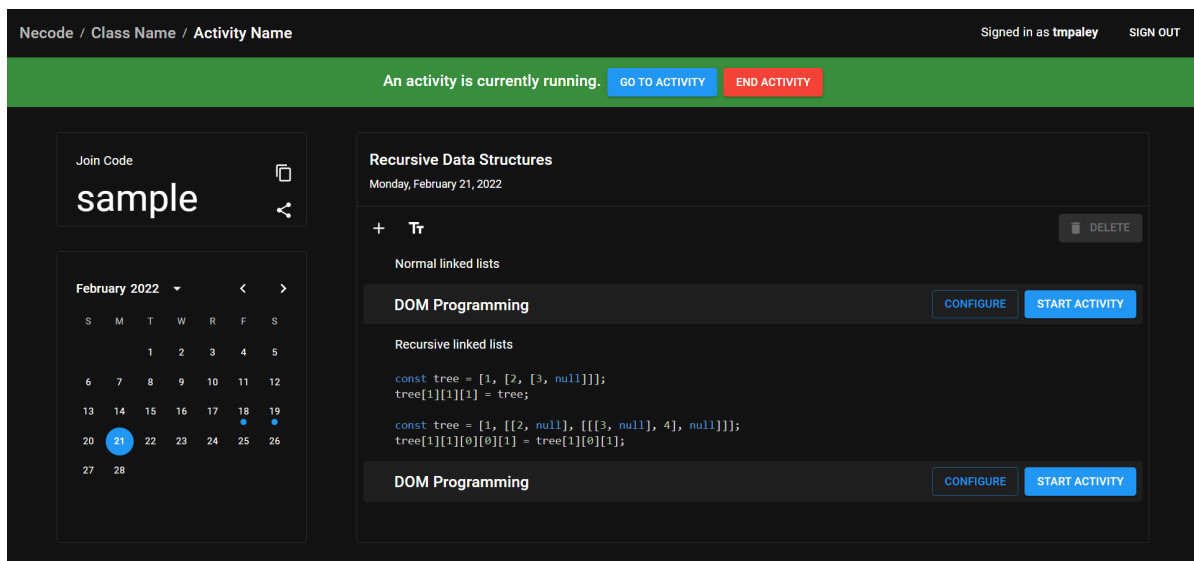 Necode / Class Name / Activity Name
Signed in as tmpaley
SIGN OUT
An activity is currently running.
GO TO ACTIVITY
END ACTIVITY
Join Code
sample
February 2022
S M T W R F S
1 2 3 4 5
6 7 8 9 10 11 12
13 14 15 16 17 18 19
20 21 22 23 24 25 26
27 28
Recursive Data Structures
Monday, February 21, 2022
+ Tт
DELETE
Normal linked lists
DOM Programming
CONFIGURE
START ACTIVITY
Recursive linked lists
const tree = [1, [2, [3, null]]];
tree[1][1][1] = tree;
const tree = [1, [[2, null], [[[3, null], 4], null]]];
tree[1][1][0][0][1] = tree[1][0][1];
DOM Programming
CONFIGURE
START ACTIVITY